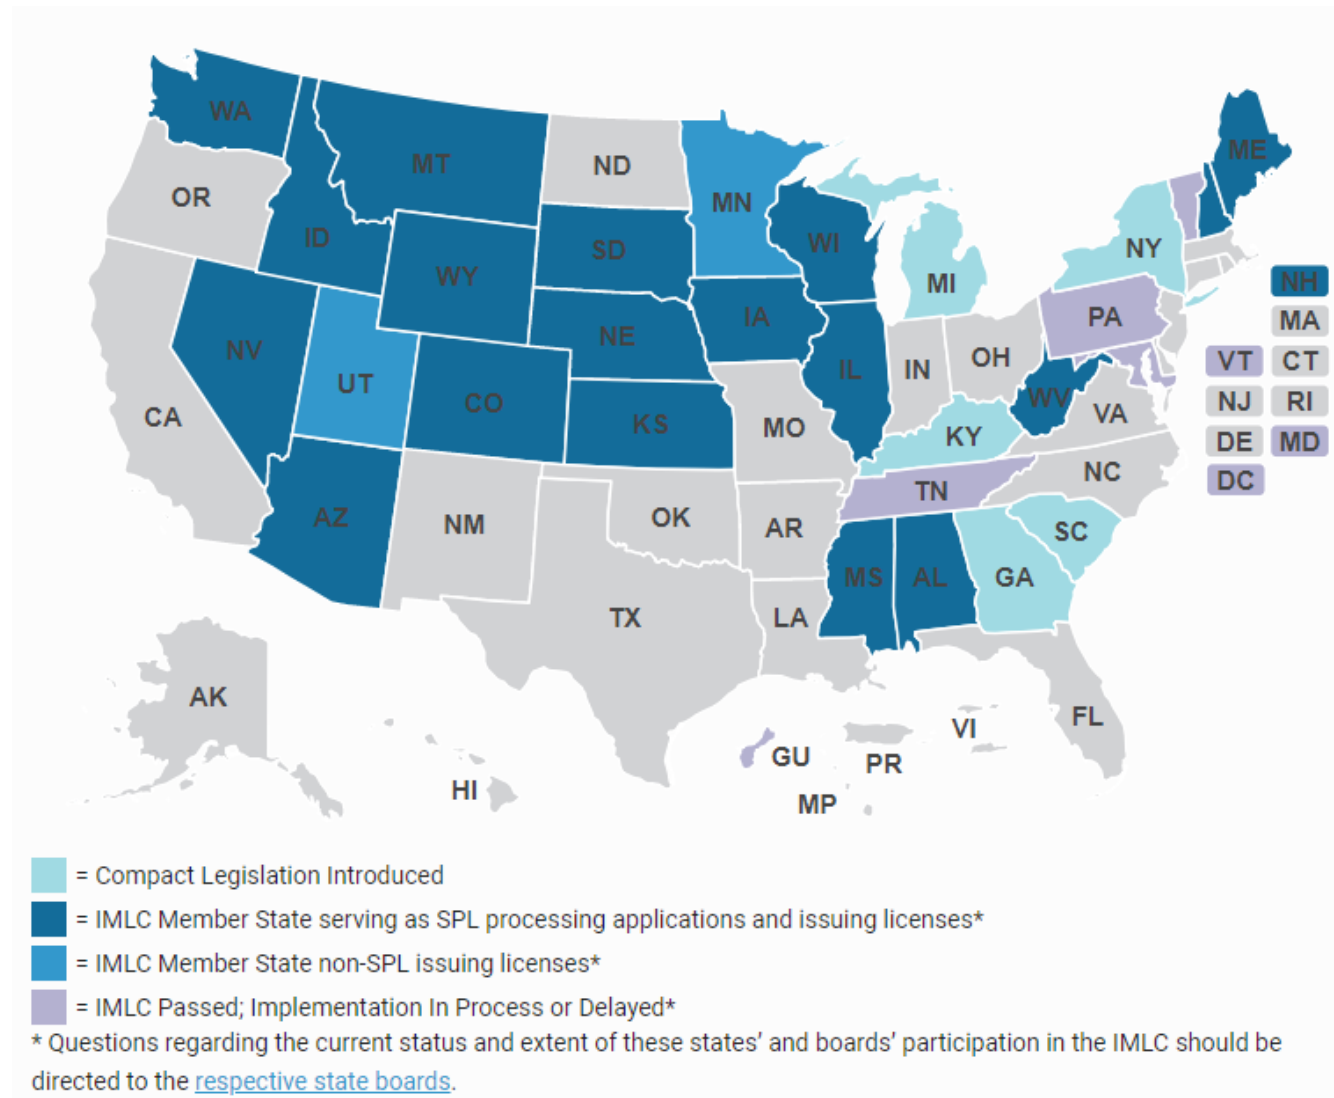 WA
MT
ND
ME
OR
MN
ID
SD
WI
NY
WY
MI
NH
IA
PA
MA
NE
NV
IN
OH
VT
CT
UT
IL
CO
WV
NJ
RI
CA
KS
MO
KY
VA
DE
MD
TN
NC
DC
AZ
NM
OK
AR
SC
MS
AL
GA
TX
LA
AK
FL
VI
GU
PR
HI
MP
= Compact Legislation Introduced
= IMLC Member State serving as SPL processing applications and issuing licenses*
= IMLC Member State non-SPL issuing licenses*
= IMLC Passed; Implementation In Process or Delayed*
* Questions regarding the current status and extent of these states’ and boards’ participation in the IMLC should be
directed to the respective state boards.